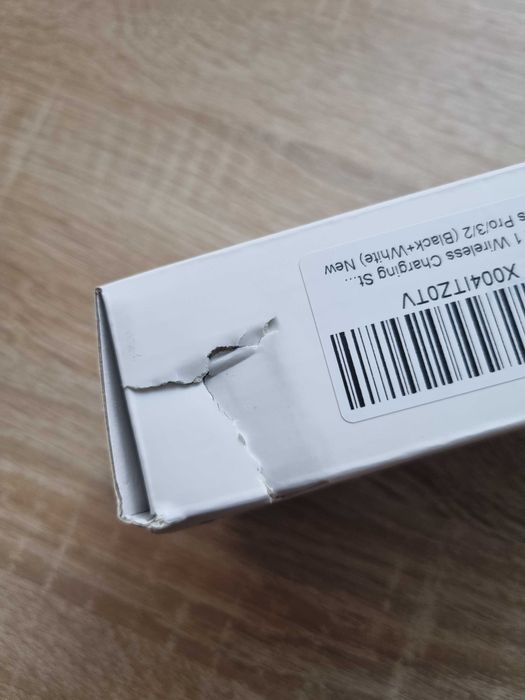 X004ITZ0TV
1 Wireless Charging St...
s Pro/3/2 (Black+White) New